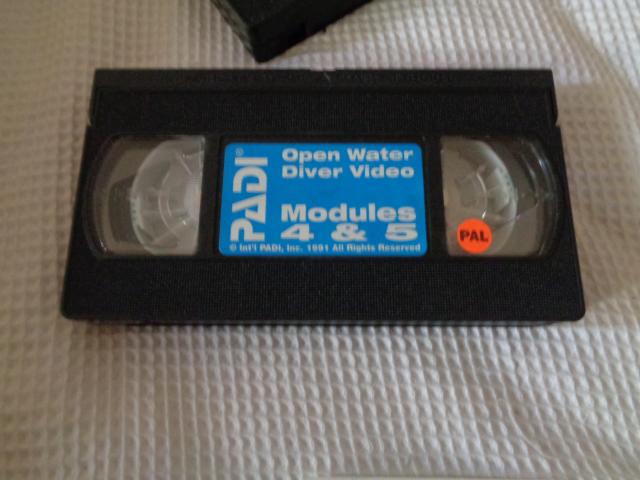 PADI®
Open Water
Diver Video
Modules
4 & 5
© Int'l PADI, Inc. 1991 All Rights Reserved
PAL